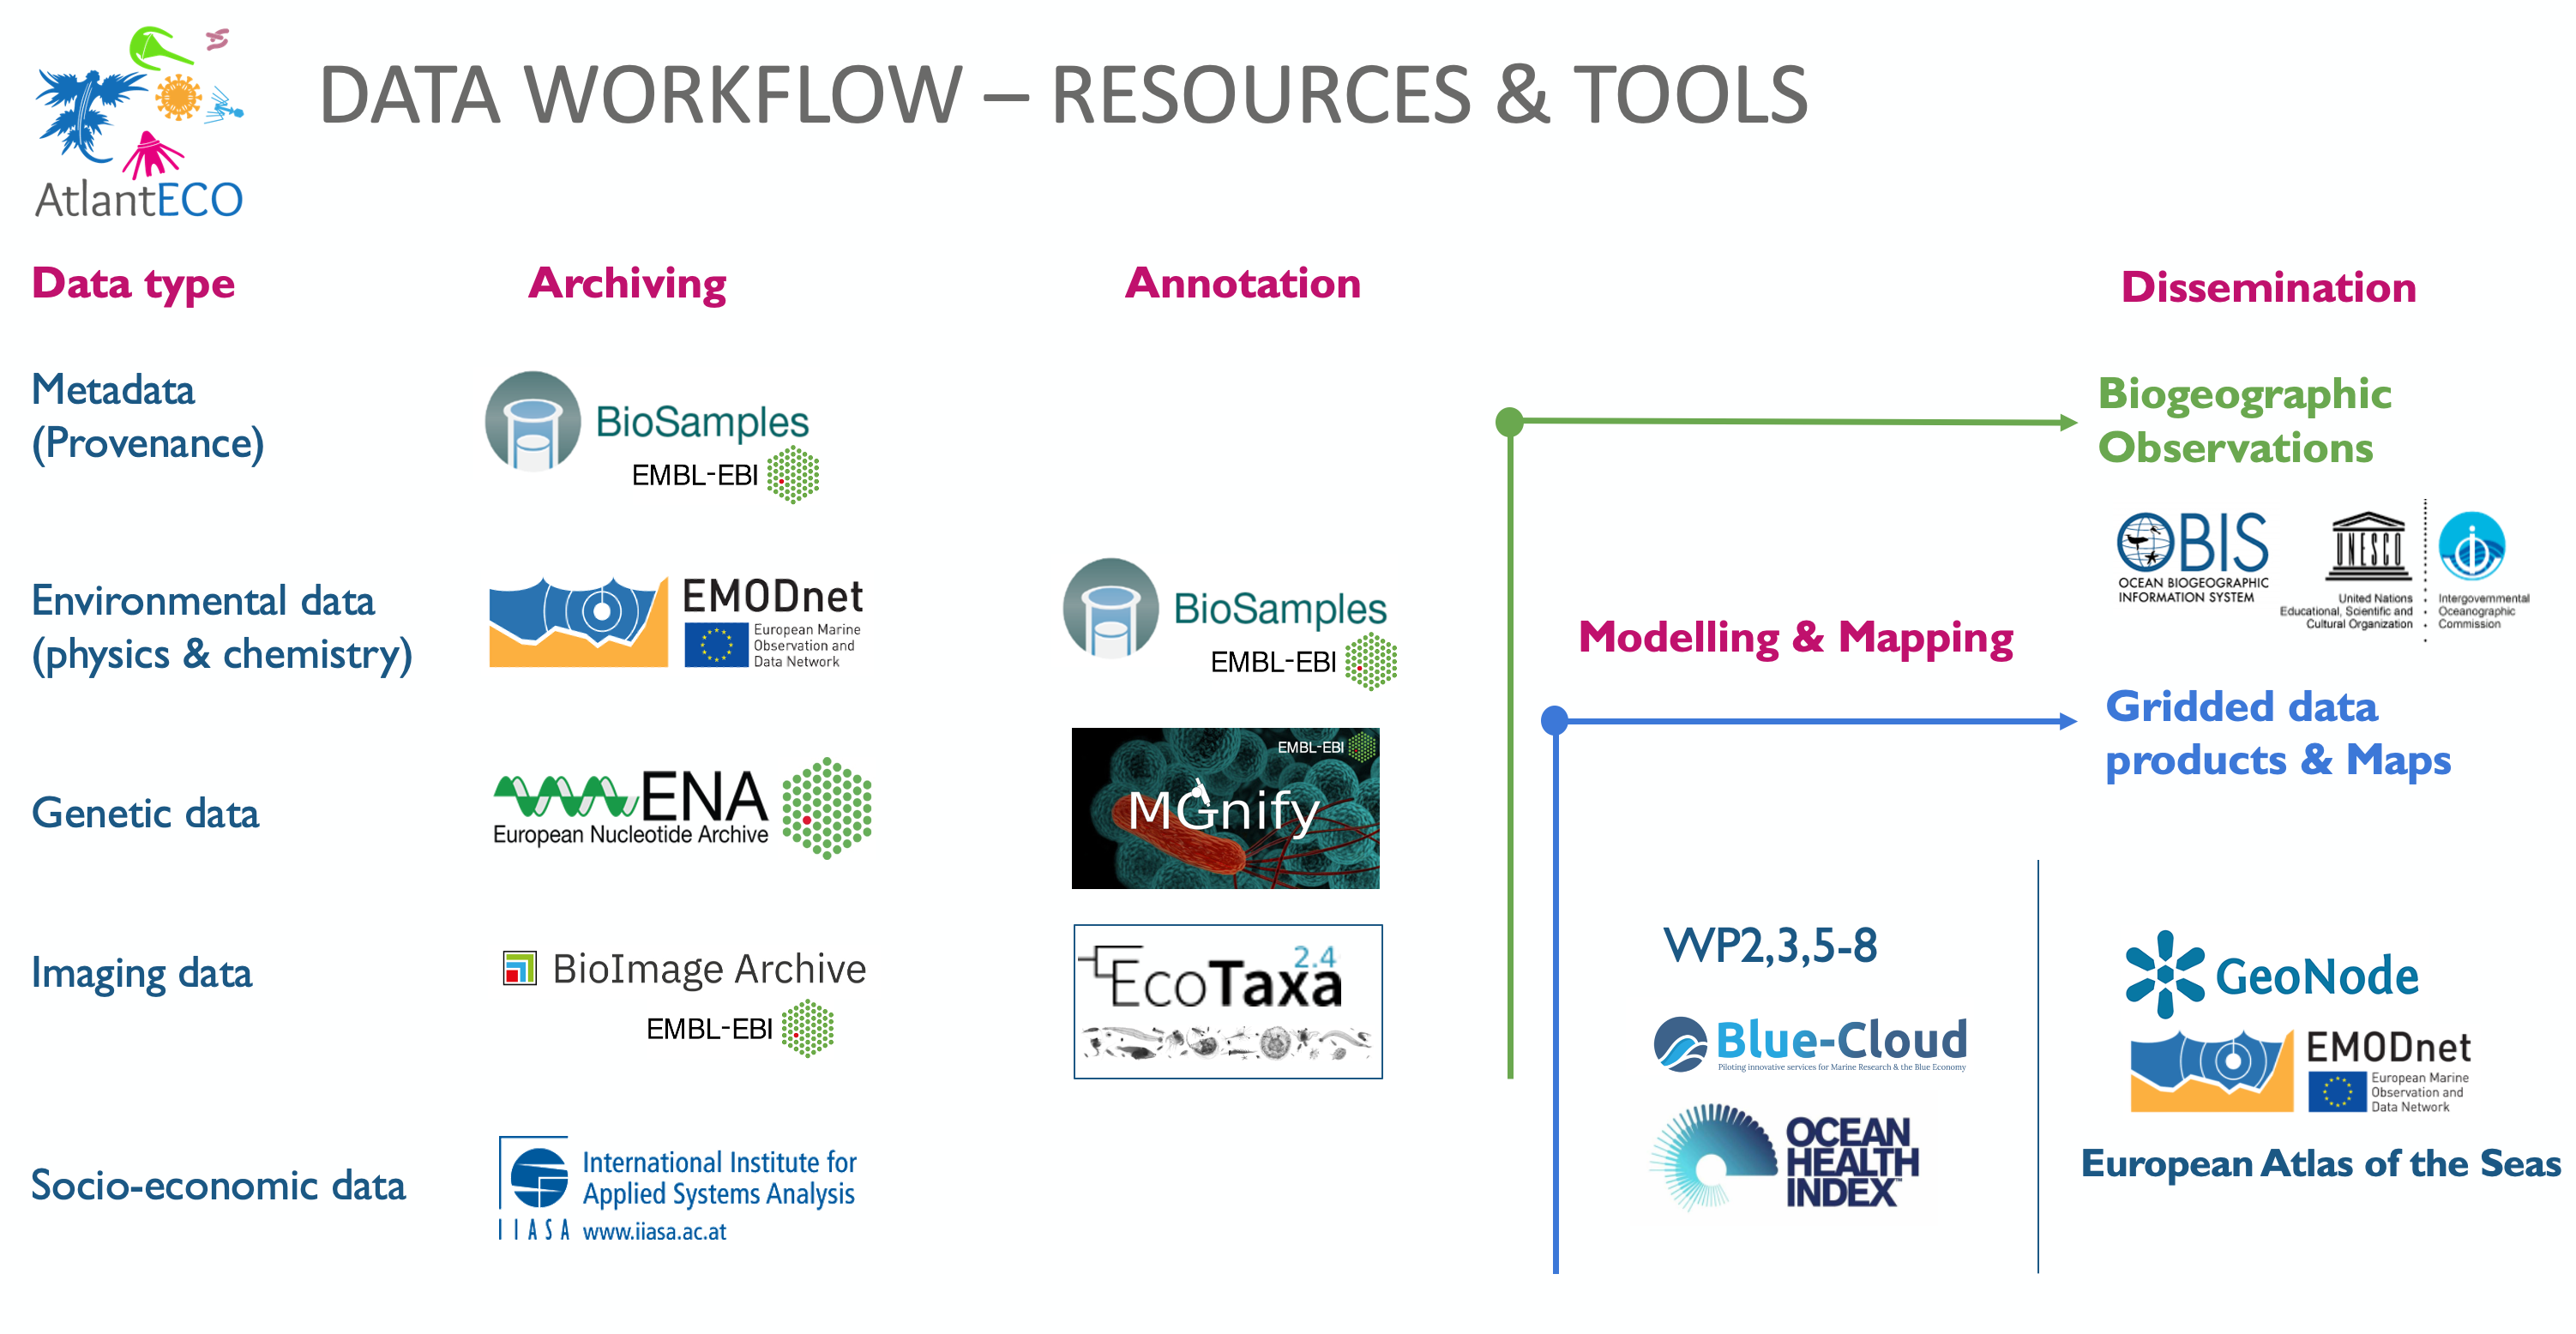 AtlantECO
DATA WORKFLOW – RESOURCES & TOOLS
Data type
Archiving
Annotation
Dissemination
Metadata
(Provenance)
BioSamples
EMBL-EBI
Biogeographic
Observations
OBIS
OCEAN BIOGEOGRAPHIC
INFORMATION SYSTEM
UNESCO
United Nations
Educational, Scientific and
Cultural Organization
Intergovernmental
Oceanographic
Commission
Environmental data
(physics & chemistry)
EMODnet
European Marine
Observation and
Data Network
BioSamples
EMBL-EBI
Modelling & Mapping
Gridded data
products & Maps
Genetic data
ENA
European Nucleotide Archive
EMBL-EBI
MGnify
Imaging data
BioImage Archive
EMBL-EBI
EcoTaxa 2.4
WP2,3,5-8
Blue-Cloud
Piloting innovative services for Marine Research & the Blue Economy
OCEAN
HEALTH
INDEX™
GeoNode
EMODnet
European Marine
Observation and
Data Network
European Atlas of the Seas
Socio-economic data
International Institute for
Applied Systems Analysis
IIASA www.iiasa.ac.at